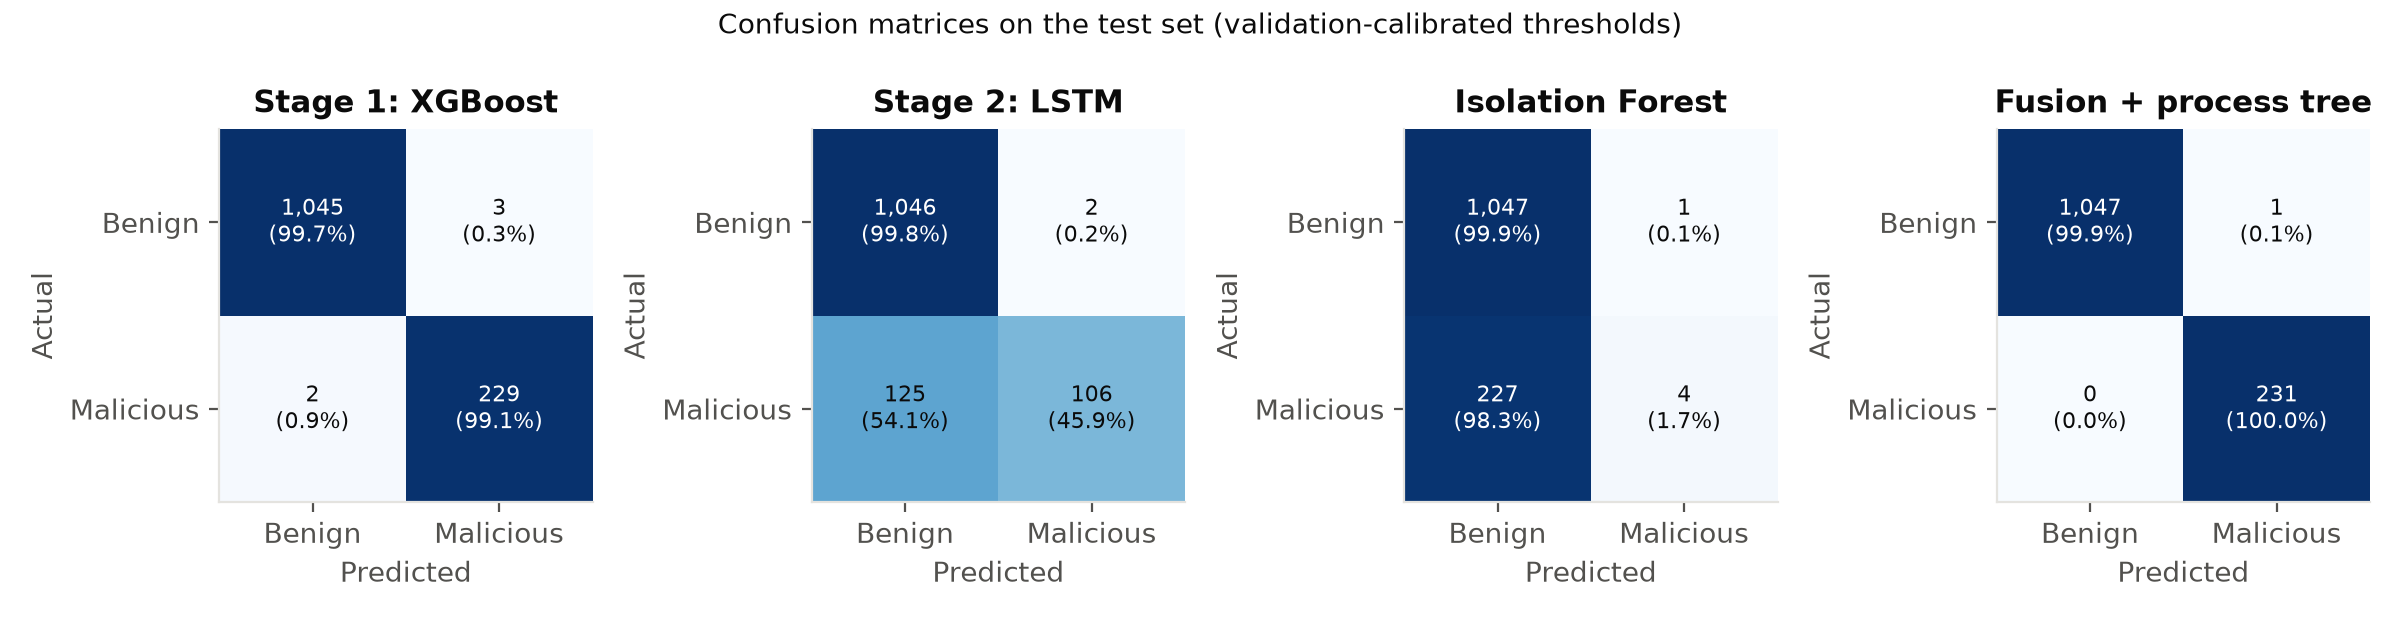 Confusion matrices on the test set (validation-calibrated thresholds)
Stage 1: XGBoost
Actual
Benign
Malicious
1,045
(99.7%)
3
(0.3%)
2
(0.9%)
229
(99.1%)
Benign
Malicious
Predicted
Stage 2: LSTM
Actual
Benign
Malicious
1,046
(99.8%)
2
(0.2%)
125
(54.1%)
106
(45.9%)
Benign
Malicious
Predicted
Isolation Forest
Actual
Benign
Malicious
1,047
(99.9%)
1
(0.1%)
227
(98.3%)
4
(1.7%)
Benign
Malicious
Predicted
Fusion + process tree
Actual
Benign
Malicious
1,047
(99.9%)
1
(0.1%)
0
(0.0%)
231
(100.0%)
Benign
Malicious
Predicted